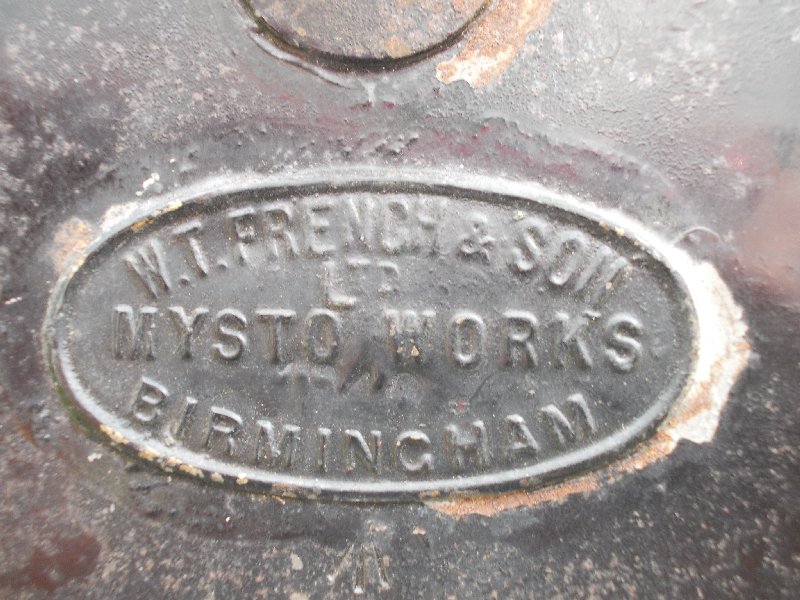 W.T. FRENCH & SON
LTD
MYSTO WORKS
BIRMINGHAM